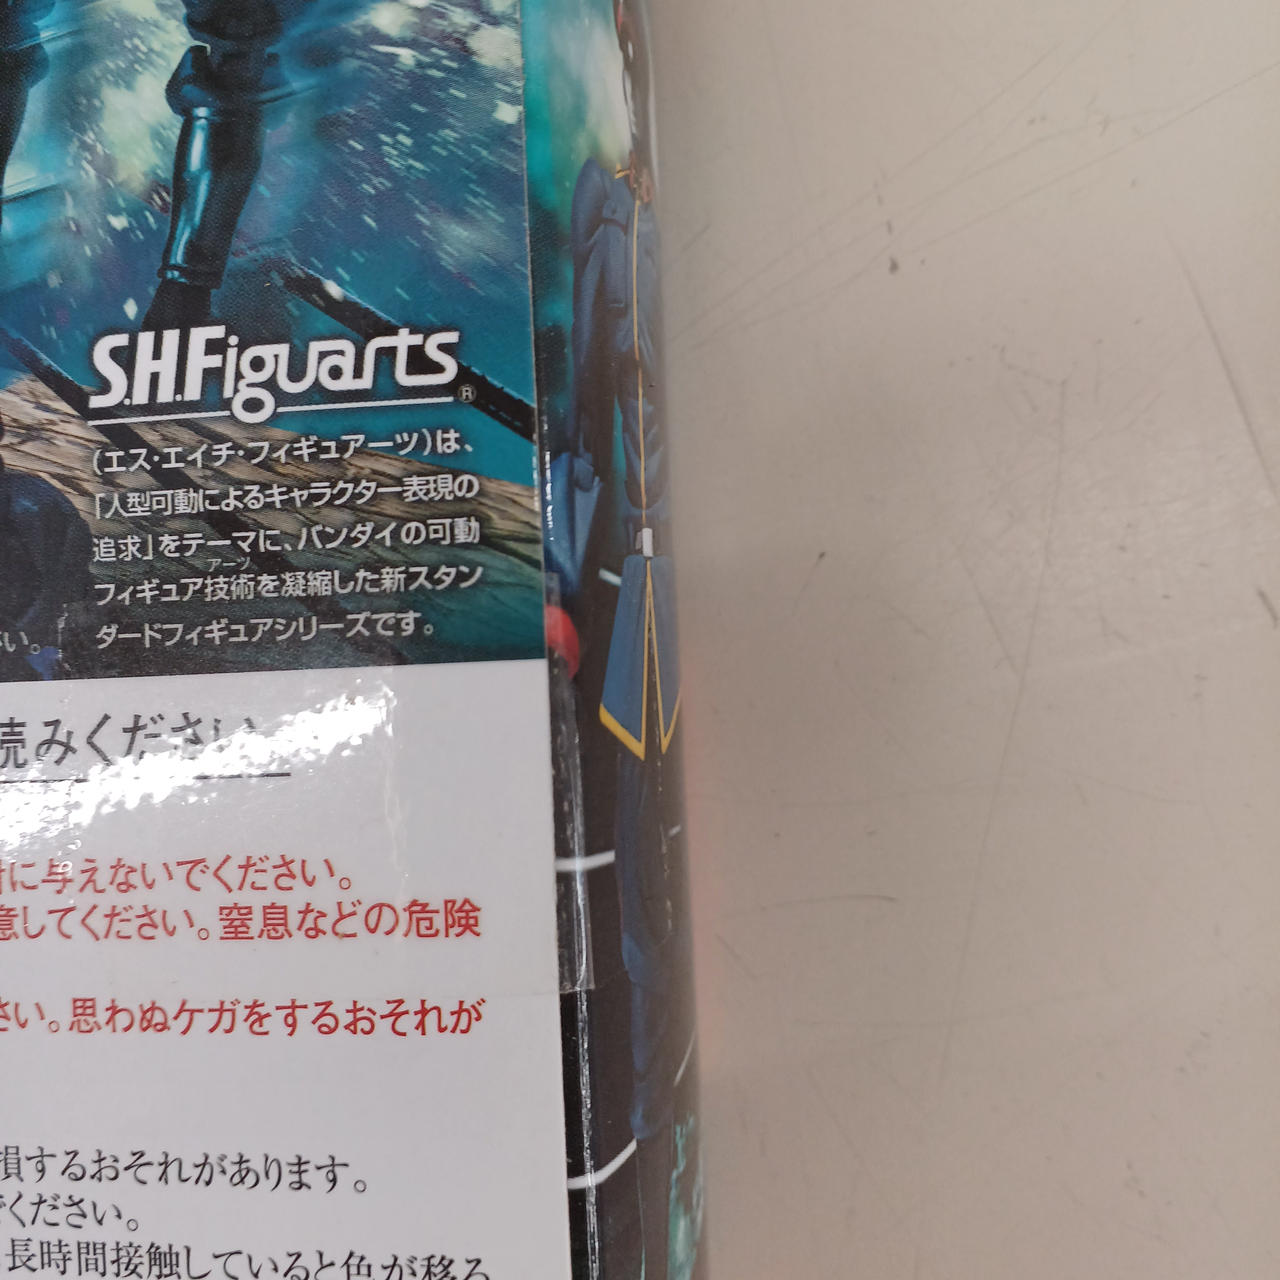 S.H.Figuarts®
(エス・エイチ・フィギュアーツ)は、
「人型可動によるキャラクター表現の
追求」をテーマに、バンダイの可動
アーツ
フィギュア技術を凝縮した新スタン
ダードフィギュアシリーズです。
い。
読みください
に与えないでください。
意してください。窒息などの危険
さい。思わぬケガをするおそれが
損するおそれがあります。
ください。
長時間接触していると色が移る